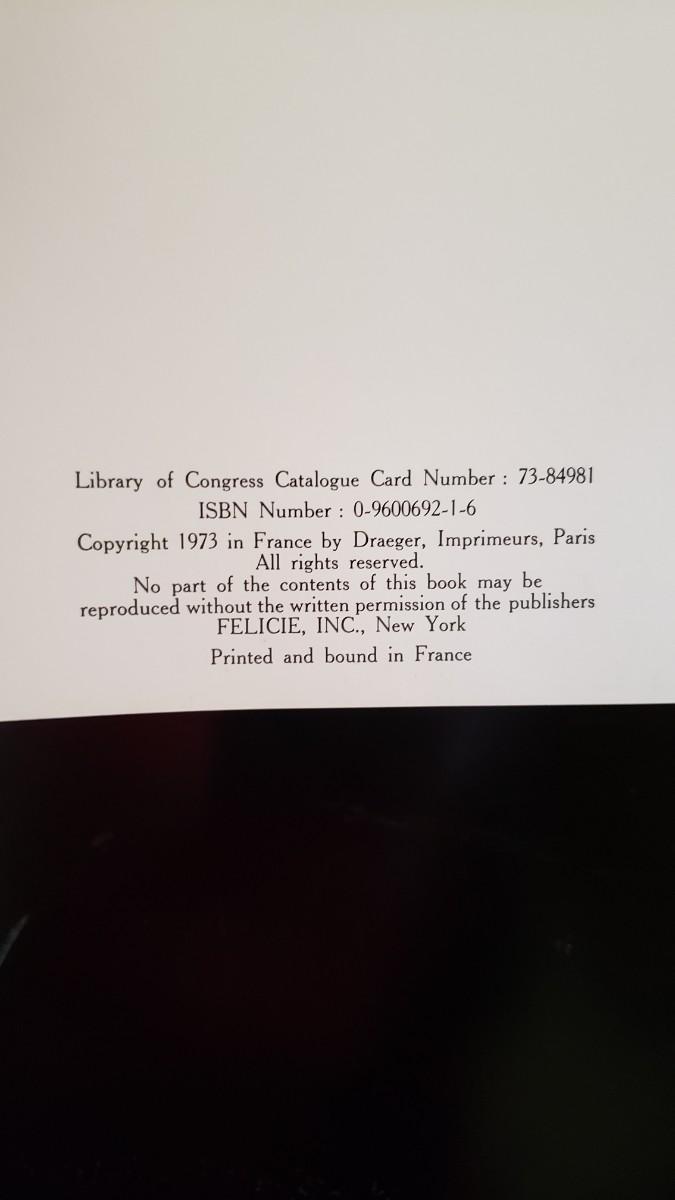 Library of Congress Catalogue Card Number : 73-84981
ISBN Number : 0-9600692-1-6
Copyright 1973 in France by Draeger, Imprimeurs, Paris
All rights reserved.
No part of the contents of this book may be
reproduced without the written permission of the publishers
FELICIE, INC., New York
Printed and bound in France